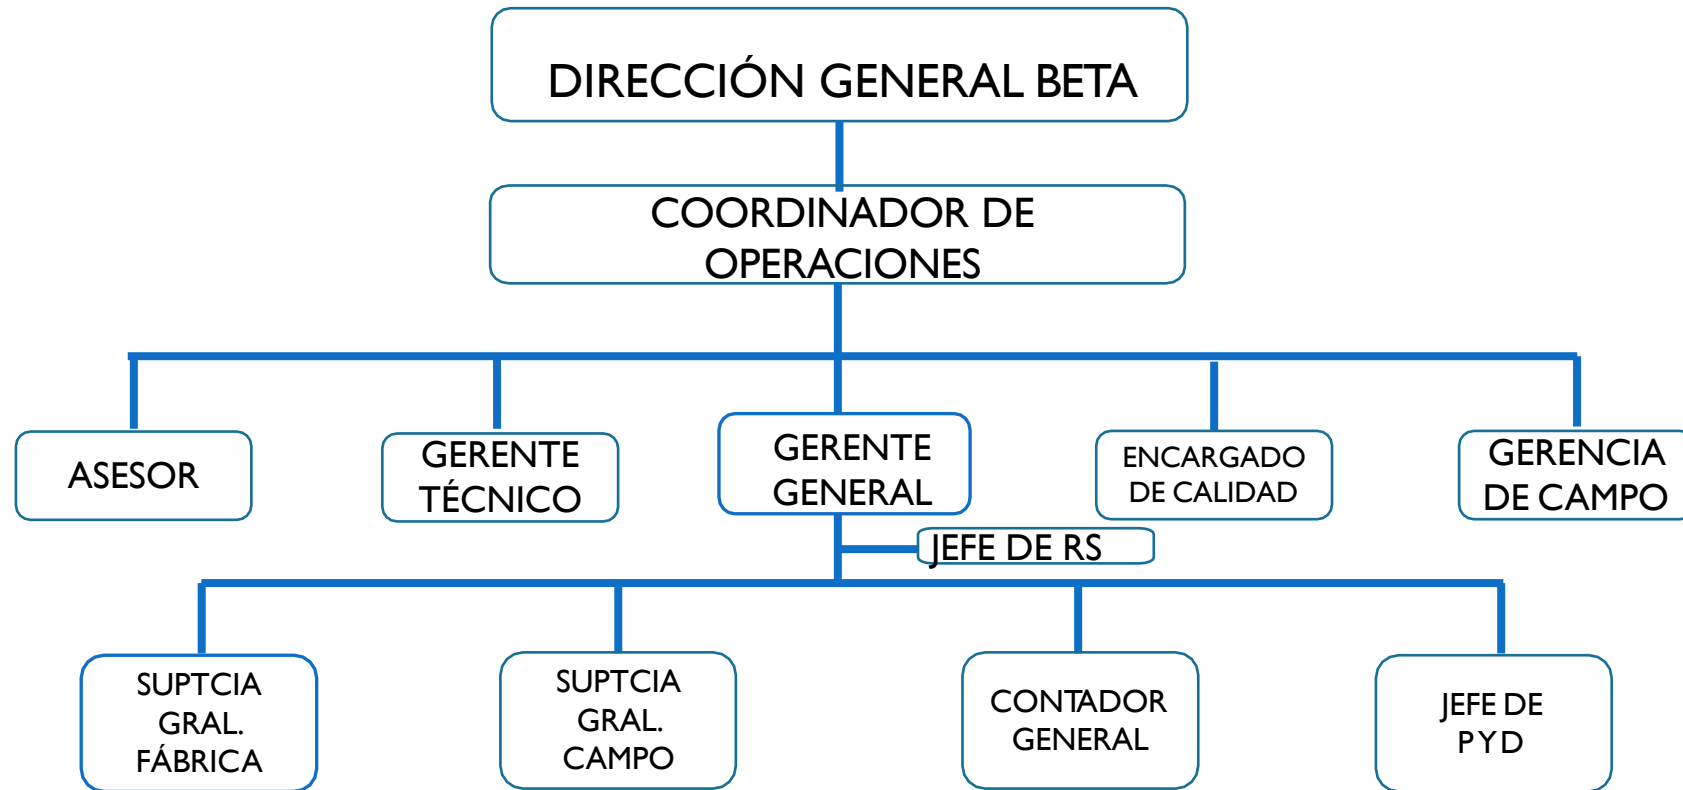 DIRECCIÓN GENERAL BETA
COORDINADOR DE
OPERACIONES
ASESOR
GERENTE
TÉCNICO
GERENTE
GENERAL
ENCARGADO
DE CALIDAD
GERENCIA
DE CAMPO
JEFE DE RS
SUPTCIA
GRAL.
FÁBRICA
SUPTCIA
GRAL.
CAMPO
CONTADOR
GENERAL
JEFE DE
P Y D